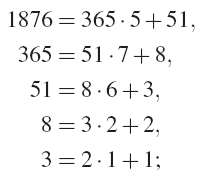 1876 = 365 · 5 + 51,
365 = 51 · 7 + 8,
51 = 8 · 6 + 3,
8 = 3 · 2 + 2,
3 = 2 · 1 + 1;